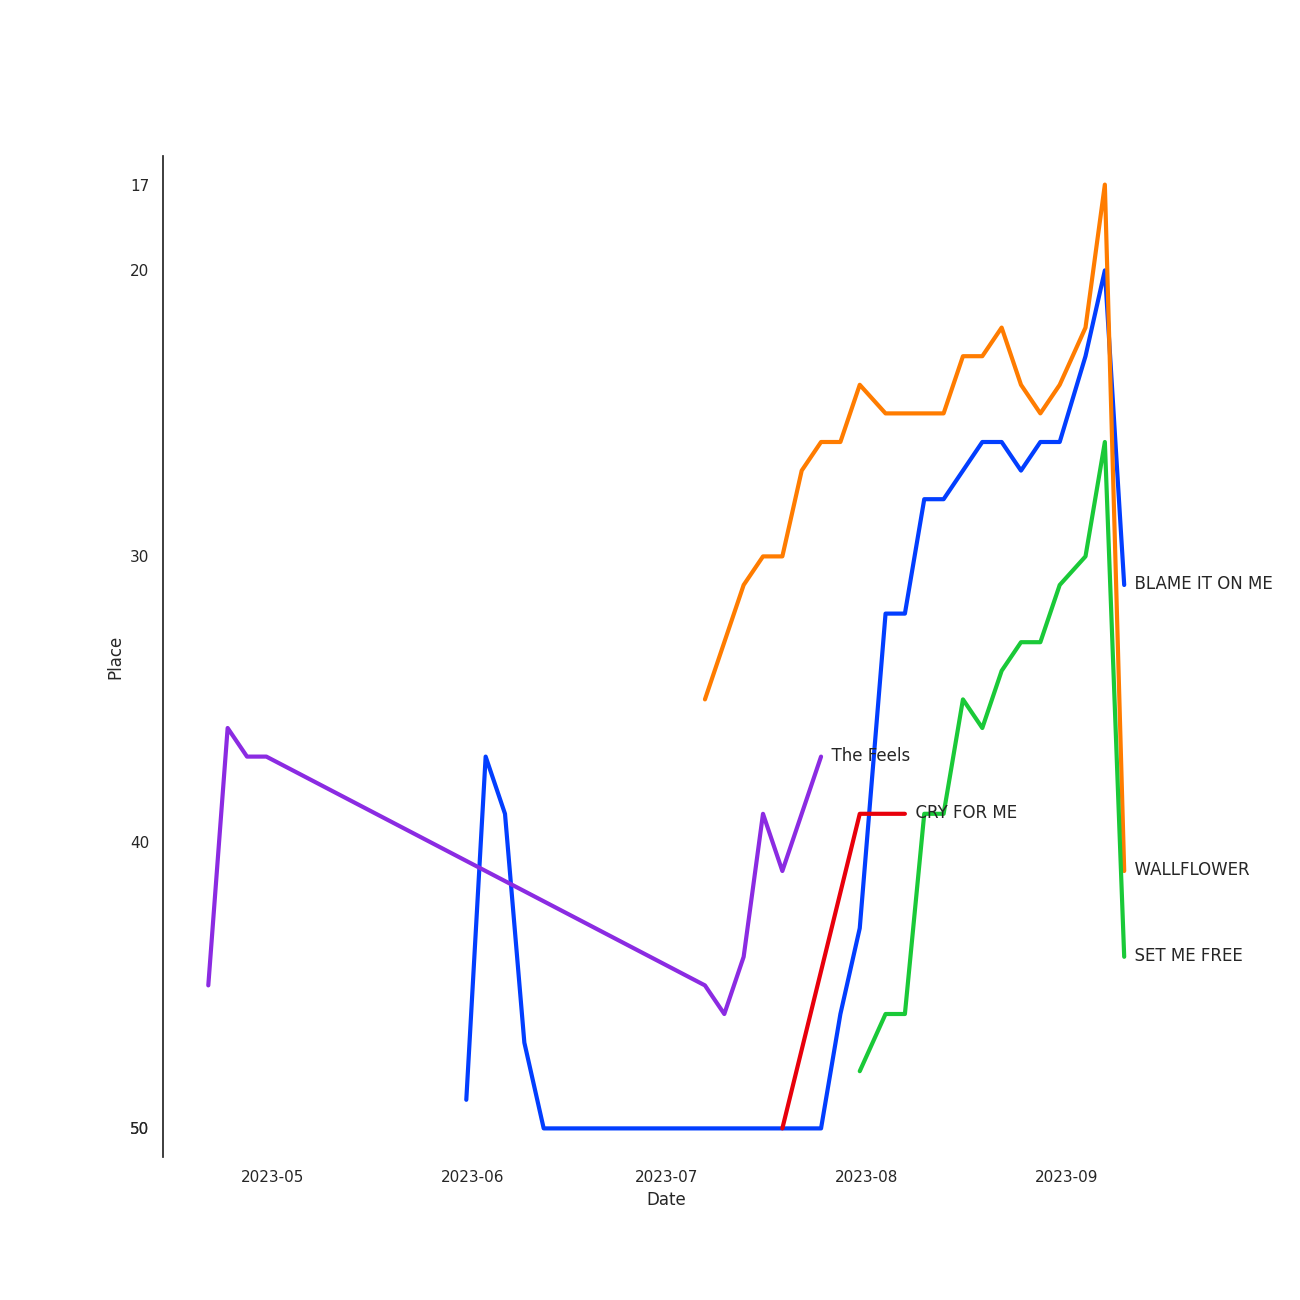 17
20
30
40
50
Place
BLAME IT ON ME
The Feels
CRY FOR ME
WALLFLOWER
SET ME FREE
2023-05
2023-06
2023-07
2023-08
2023-09
Date